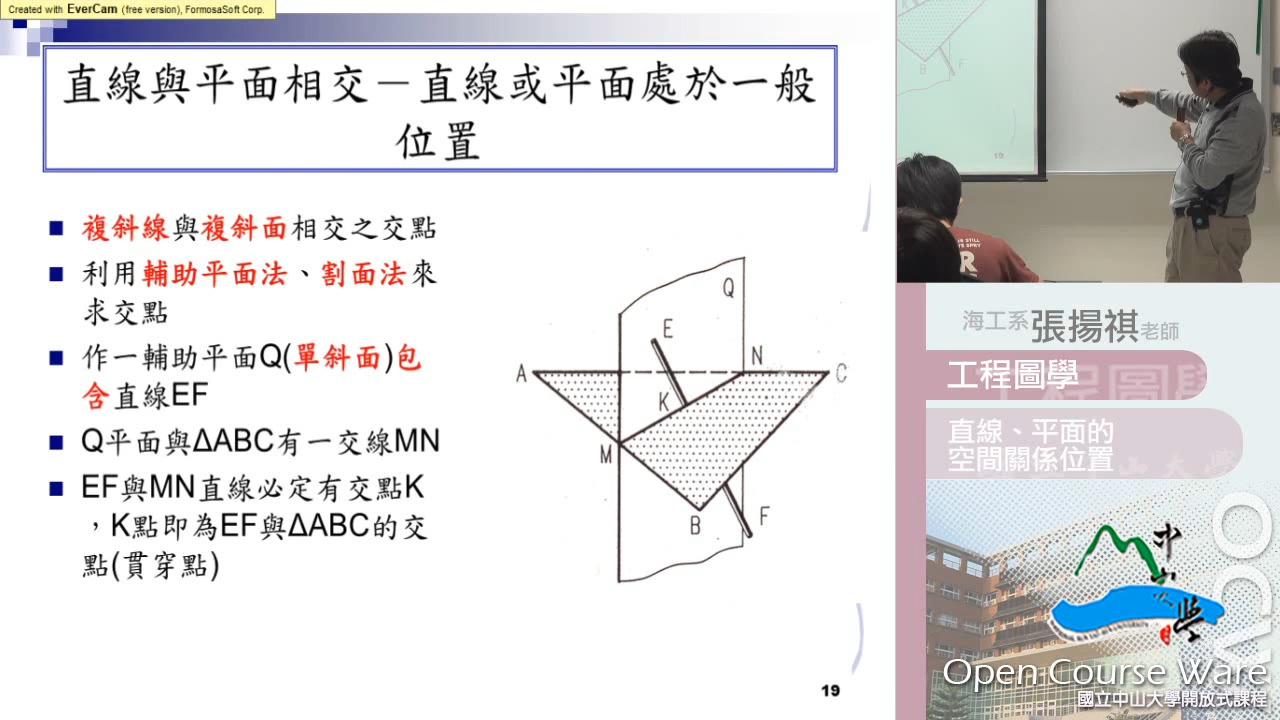 Created with EverCam (free version), FormosaSoft Corp.
直線與平面相交－直線或平面處於一般
位置
複斜線與複斜面相交之交點
利用輔助平面法、割面法來
求交點
作一輔助平面Q(單斜面)包
含直線EF
Q平面與ΔABC有一交線MN
EF與MN直線必定有交點K
，K點即為EF與ΔABC的交
點(貫穿點)
Q
E
A
N
C
K
M
B
F
19
B
F
19
海工系張揚祺老師
工程圖學
直線、平面的
空間關係位置
中山大學
OCW
Open Course Ware
國立中山大學開放式課程